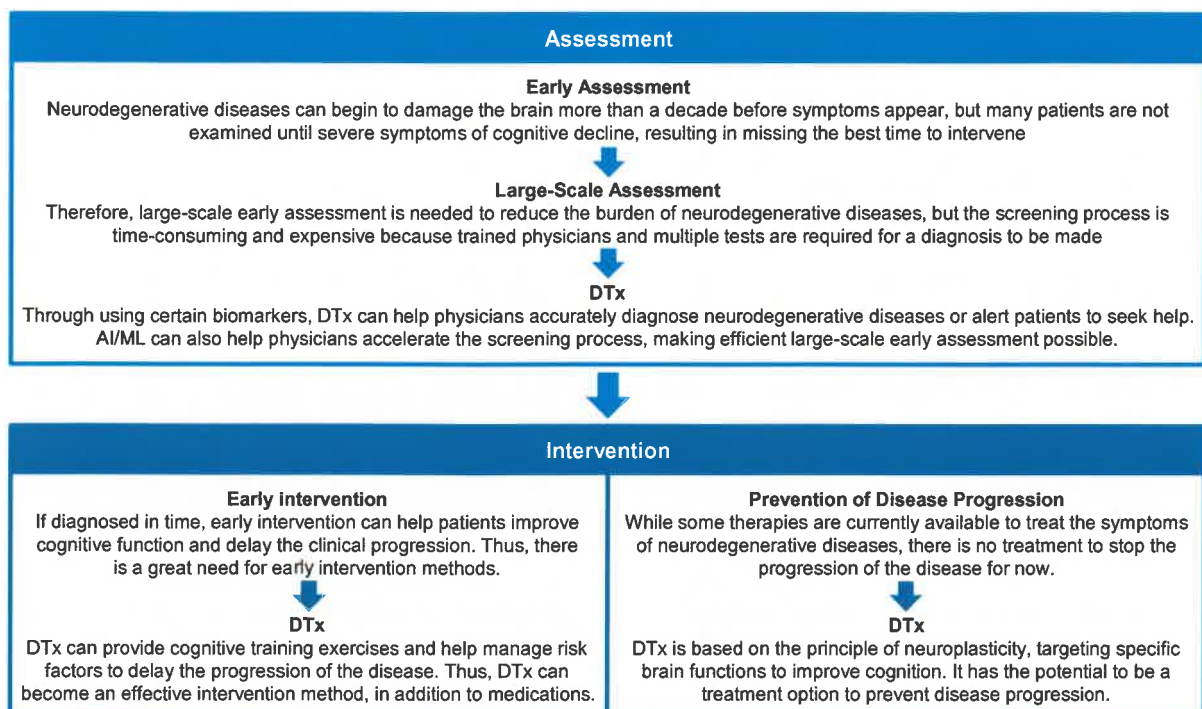 Assessment
Early Assessment
Neurodegenerative diseases can begin to damage the brain more than a decade before symptoms appear, but many patients are not
examined until severe symptoms of cognitive decline, resulting in missing the best time to intervene
Large-Scale Assessment
Therefore, large-scale early assessment is needed to reduce the burden of neurodegenerative diseases, but the screening process is
time-consuming and expensive because trained physicians and multiple tests are required for a diagnosis to be made
DTx
Through using certain biomarkers, DTx can help physicians accurately diagnose neurodegenerative diseases or alert patients to seek help.
AI/ML can also help physicians accelerate the screening process, making efficient large-scale early assessment possible.
Intervention
Early intervention
If diagnosed in time, early intervention can help patients improve
cognitive function and delay the clinical progression. Thus, there
is a great need for early intervention methods.
DTx
DTx can provide cognitive training exercises and help manage risk
factors to delay the progression of the disease. Thus, DTx can
become an effective intervention method, in addition to medications.
Prevention of Disease Progression
While some therapies are currently available to treat the symptoms
of neurodegenerative diseases, there is no treatment to stop the
progression of the disease for now.
DTx
DTx is based on the principle of neuroplasticity, targeting specific
brain functions to improve cognition. It has the potential to be a
treatment option to prevent disease progression.